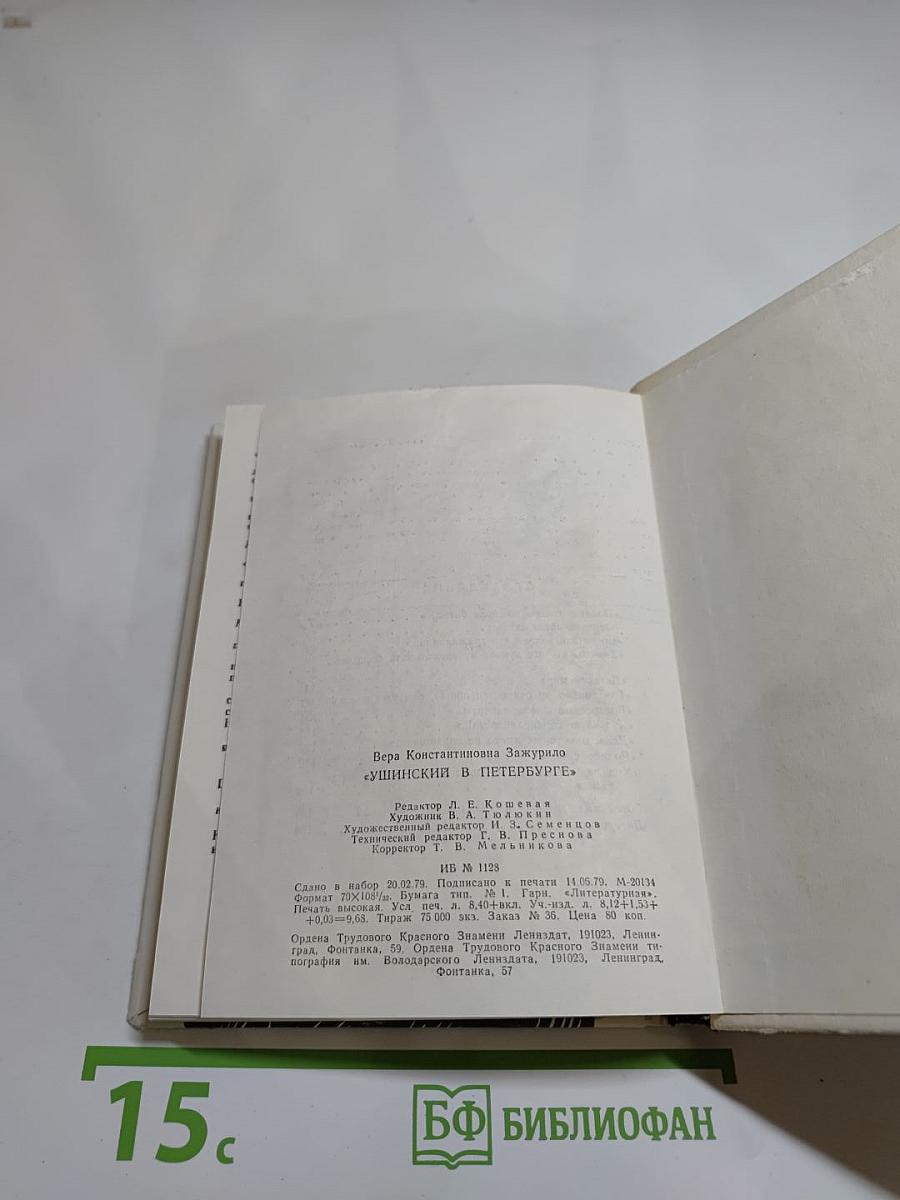 Вера Константиновна Зажурило
«УШИНСКИЙ В ПЕТЕРБУРГЕ»
Редактор Л. Е. Кошевая
Художник В. А. Тюлюкин
Художественный редактор И. З. Семенцов
Технический редактор Г. В. Преснова
Корректор Т. В. Мельникова
ИБ № 1128
Сдано в набор 20.02.79. Подписано к печати 14.06.79. М-20134
Формат 70×108¹/₃₂. Бумага тип. № 1. Гарн. «Литературная».
Печать высокая. Усл. печ. л. 8,40+вкл. Уч.-изд. л. 8,12+1,53+
+0,03=9,68. Тираж 75 000 экз. Заказ № 36. Цена 80 коп.
Ордена Трудового Красного Знамени Лениздат, 191023, Ленин-
град, Фонтанка, 59. Ордена Трудового Красного Знамени ти-
пография им. Володарского Лениздата, 191023, Ленинград,
Фонтанка, 57
15 с
БФ БИБЛИОФАН